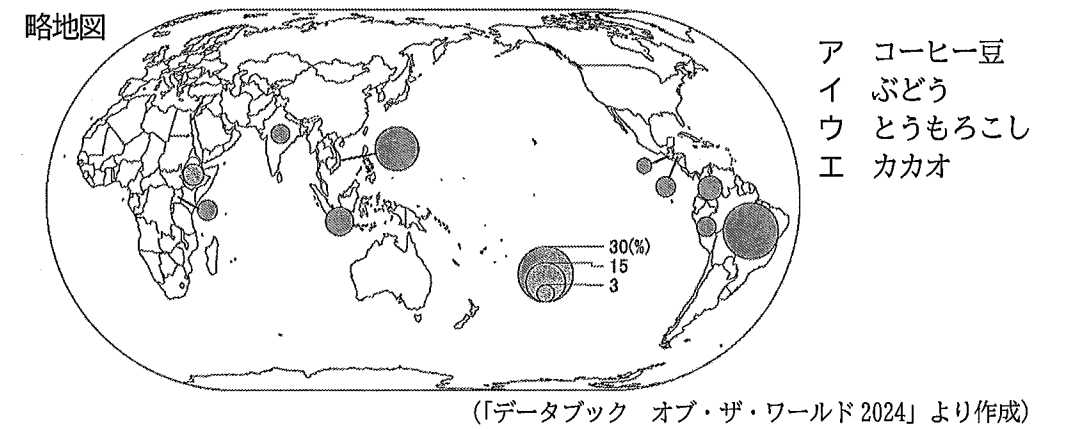 略地図
ア　コーヒー豆
イ　ぶどう
ウ　とうもろこし
エ　カカオ
30(%)
15
3
（「データブック　オブ・ザ・ワールド 2024」より作成）